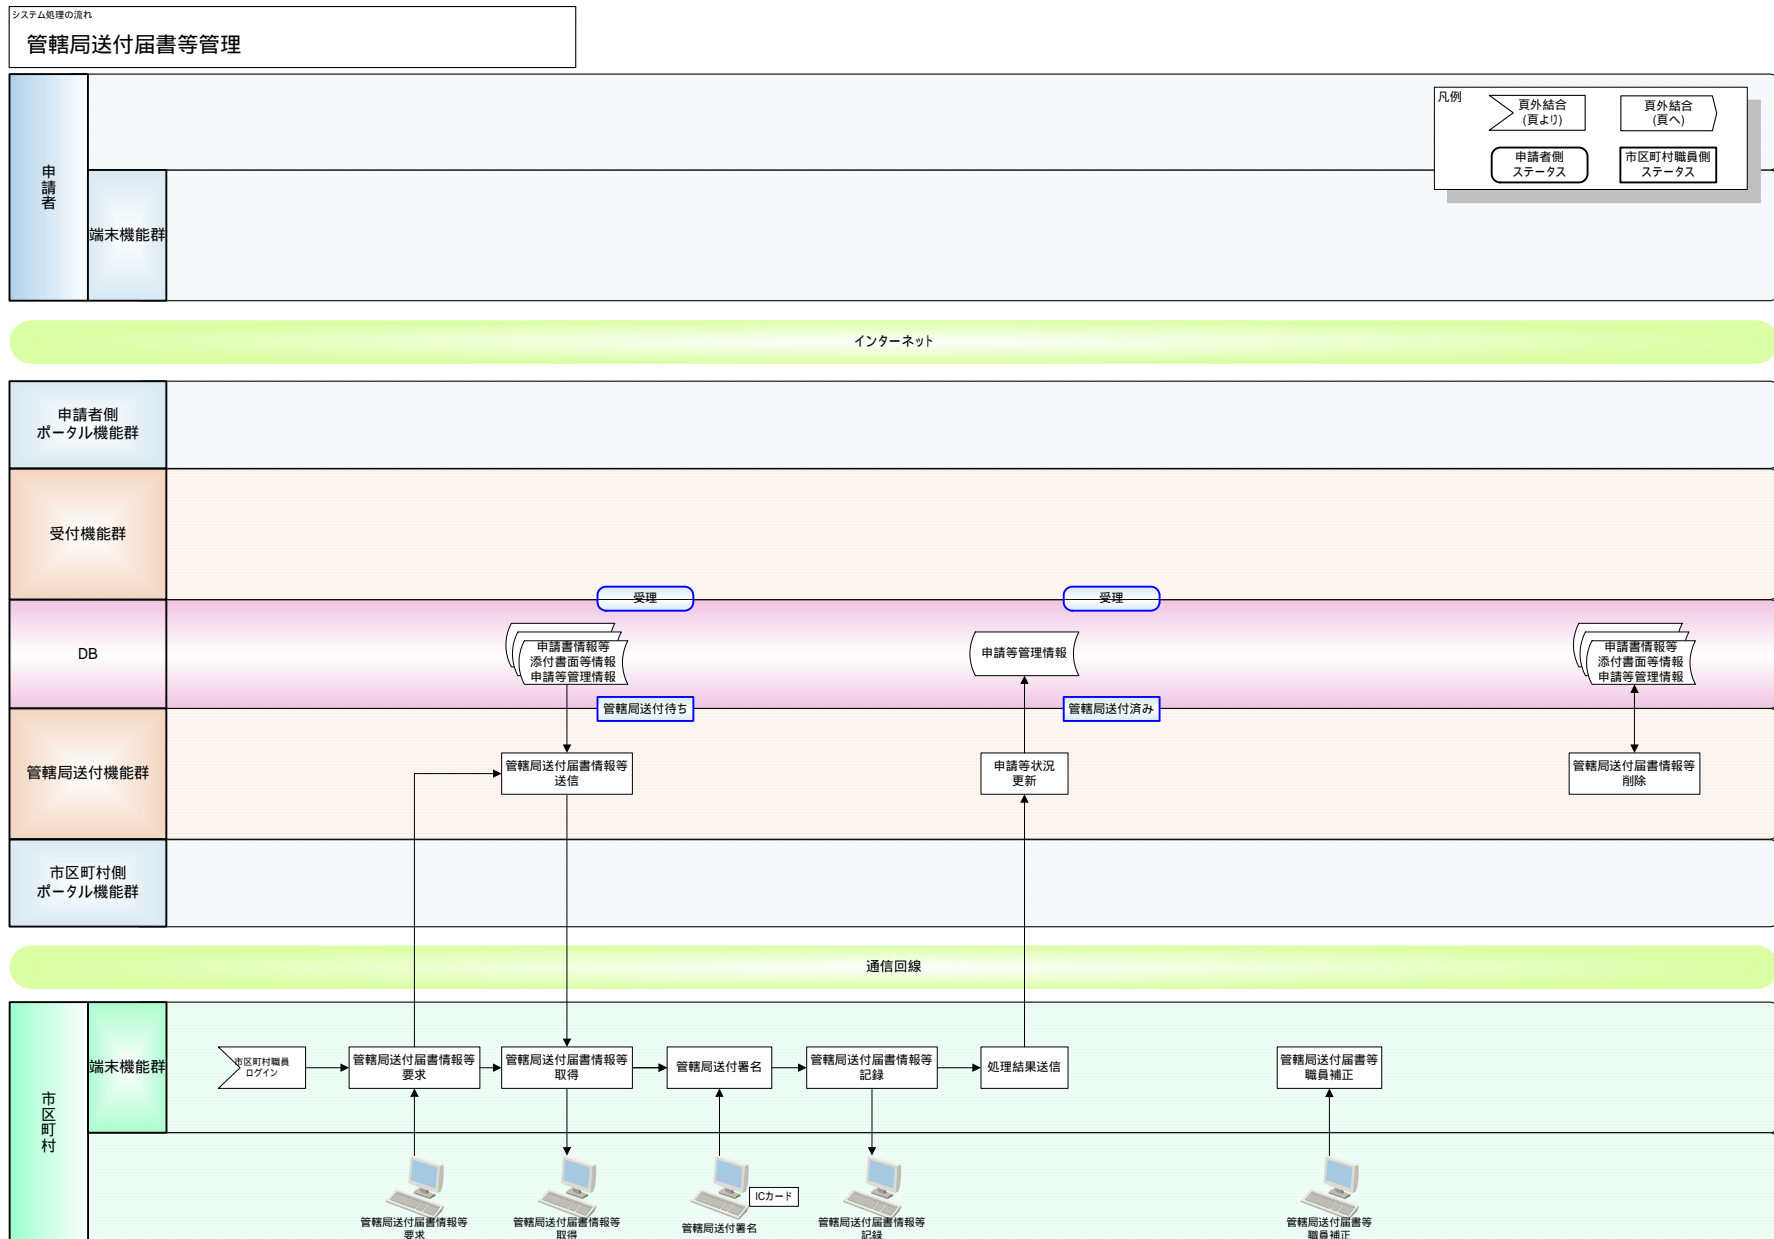 システム処理の流れ
管轄局送付届書等管理
凡例
頁外結合
(頁より)
頁外結合
(頁へ)
申請者側
ステータス
市区町村職員側
ステータス
申請者
端末機能群
インターネット
申請者側
ポータル機能群
受付機能群
受理
受理
DB
申請書情報等
添付書面等情報
申請等管理情報
申請等管理情報
申請書情報等
添付書面等情報
申請等管理情報
管轄局送付待ち
管轄局送付済み
管轄局送付機能群
管轄局送付届書情報等
送信
申請等状況
更新
管轄局送付届書情報等
削除
市区町村側
ポータル機能群
通信回線
市区町村
端末機能群
市区町村職員
ログイン
管轄局送付届書情報等
要求
管轄局送付届書情報等
取得
管轄局送付署名
管轄局送付届書情報等
記録
処理結果送信
管轄局送付届書等
職員補正
ICカード
管轄局送付届書情報等
要求
管轄局送付届書情報等
取得
管轄局送付署名
管轄局送付届書情報等
記録
管轄局送付届書等
職員補正